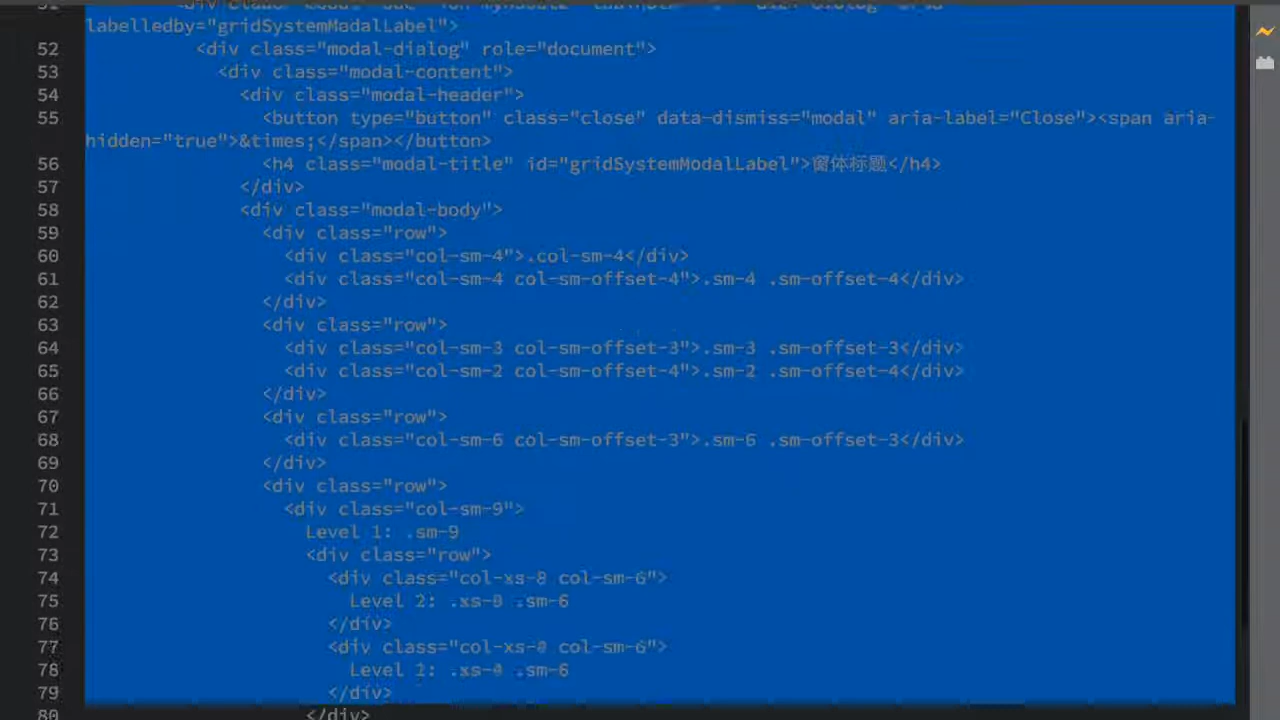 51
labelledby="gridSystemModalLabel">
52 <div class="modal-dialog" role="document">
53 <div class="modal-content">
54 <div class="modal-header">
55 <button type="button" class="close" data-dismiss="modal" aria-label="Close"><span aria-
hidden="true">&times;</span></button>
56 <h4 class="modal-title" id="gridSystemModalLabel">窗体标题</h4>
57 </div>
58 <div class="modal-body">
59 <div class="row">
60 <div class="col-sm-4">.col-sm-4</div>
61 <div class="col-sm-4 col-sm-offset-4">.sm-4 .sm-offset-4</div>
62 </div>
63 <div class="row">
64 <div class="col-sm-3 col-sm-offset-3">.sm-3 .sm-offset-3</div>
65 <div class="col-sm-2 col-sm-offset-4">.sm-2 .sm-offset-4</div>
66 </div>
67 <div class="row">
68 <div class="col-sm-6 col-sm-offset-3">.sm-6 .sm-offset-3</div>
69 </div>
70 <div class="row">
71 <div class="col-sm-9">
72 Level 1: .sm-9
73 <div class="row">
74 <div class="col-xs-8 col-sm-6">
75 Level 2: .xs-8 .sm-6
76 </div>
77 <div col-sm-6">
78 Level 2: .sm-6
79 </div>
80 </div>